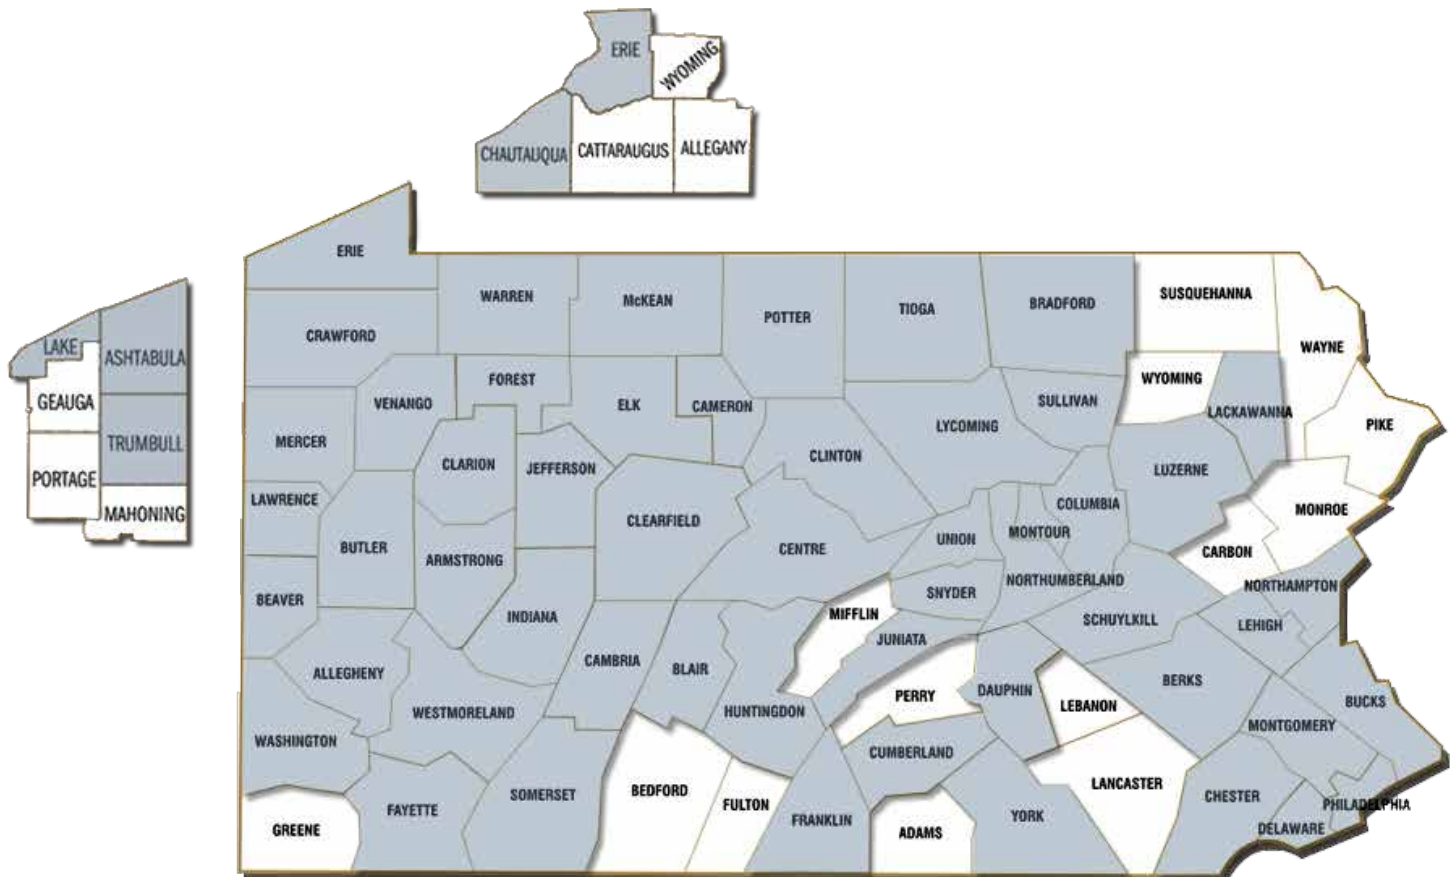 ERIE
WYOMING
CHAUTAUQUA
CATTARAUGUS
ALLEGANY
LAKE
ASHTABULA
GEAUGA
TRUMBULL
PORTAGE
MAHONING
ERIE
WARREN
McKEAN
POTTER
TIOGA
BRADFORD
SUSQUEHANNA
WAYNE
CRAWFORD
FOREST
VENANGO
ELK
CAMERON
SULLIVAN
WYOMING
LACKAWANNA
PIKE
MERCER
CLARION
JEFFERSON
CLINTON
LYCOMING
LUZERNE
LAWRENCE
BUTLER
ARMSTRONG
CLEARFIELD
CENTRE
UNION
MONTOUR
COLUMBIA
MONROE
CARBON
BEAVER
INDIANA
MIFFLIN
SNYDER
NORTHUMBERLAND
SCHUYLKILL
NORTHAMPTON
LEHIGH
ALLEGHENY
CAMBRIA
BLAIR
JUNIATA
HUNTINGDON
PERRY
DAUPHIN
LEBANON
BERKS
BUCKS
WESTMORELAND
WASHINGTON
CUMBERLAND
MONTGOMERY
GREENE
FAYETTE
SOMERSET
BEDFORD
FULTON
FRANKLIN
ADAMS
YORK
LANCASTER
CHESTER
DELAWARE
PHILADELPHIA